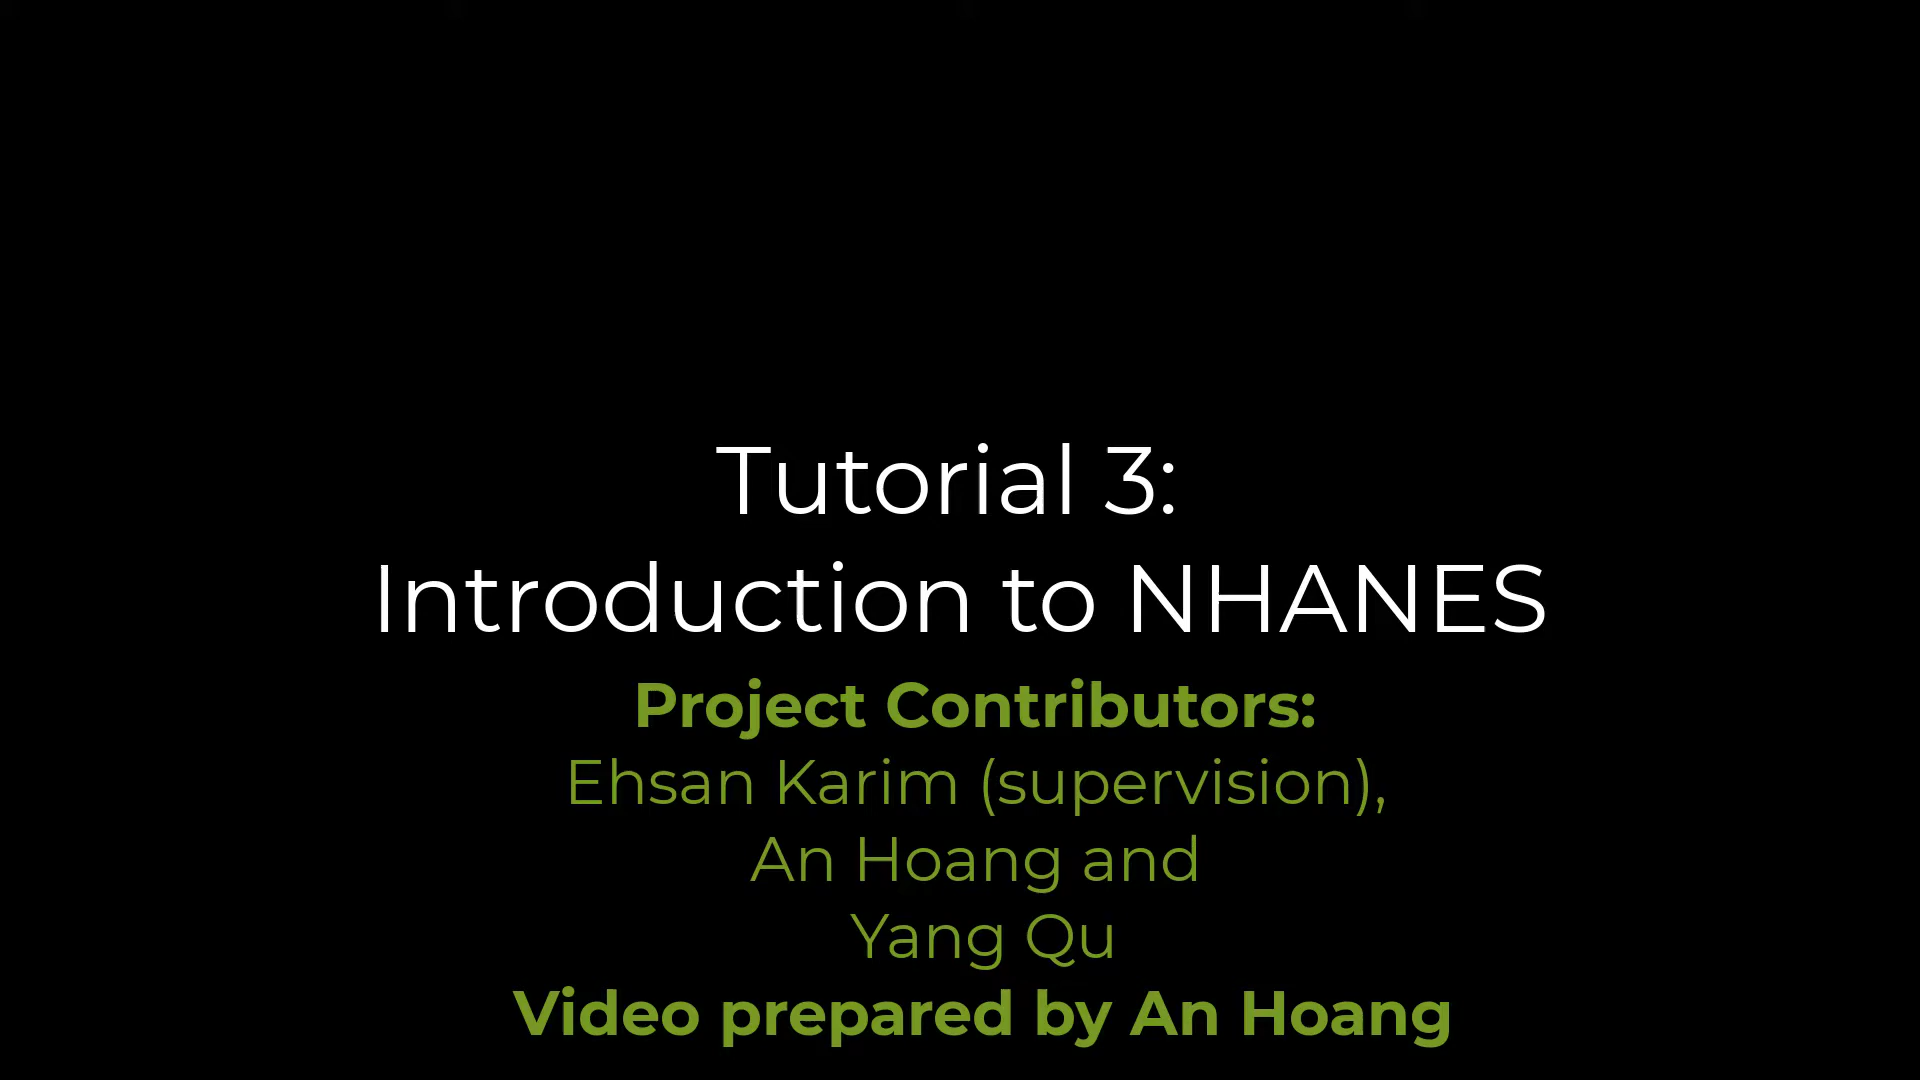 Tutorial 3:
Introduction to NHANES
Project Contributors:
Ehsan Karim (supervision),
An Hoang and
Yang Qu
Video prepared by An Hoang